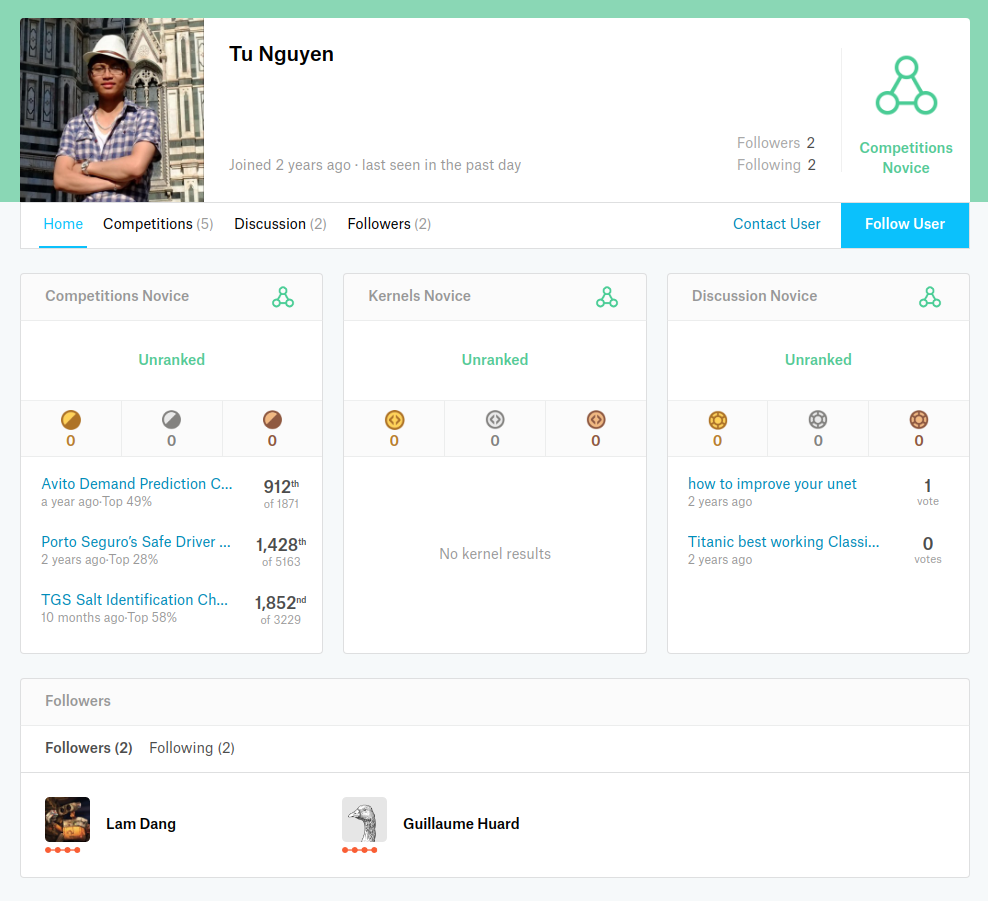 Tu Nguyen
Joined 2 years ago · last seen in the past day
Followers 2
Following 2
Competitions
Novice
Home Competitions (5) Discussion (2) Followers (2) Contact User Follow User
Competitions Novice
Unranked
0 0 0
Avito Demand Prediction C... 912th
a year ago·Top 49% of 1871
Porto Seguro's Safe Driver ... 1,428th
2 years ago·Top 28% of 5163
TGS Salt Identification Ch... 1,852nd
10 months ago·Top 58% of 3229
Kernels Novice
Unranked
0 0 0
No kernel results
Discussion Novice
Unranked
0 0 0
how to improve your unet 1
2 years ago vote
Titanic best working Classi... 0
2 years ago votes
Followers
Followers (2) Following (2)
Lam Dang Guillaume Huard